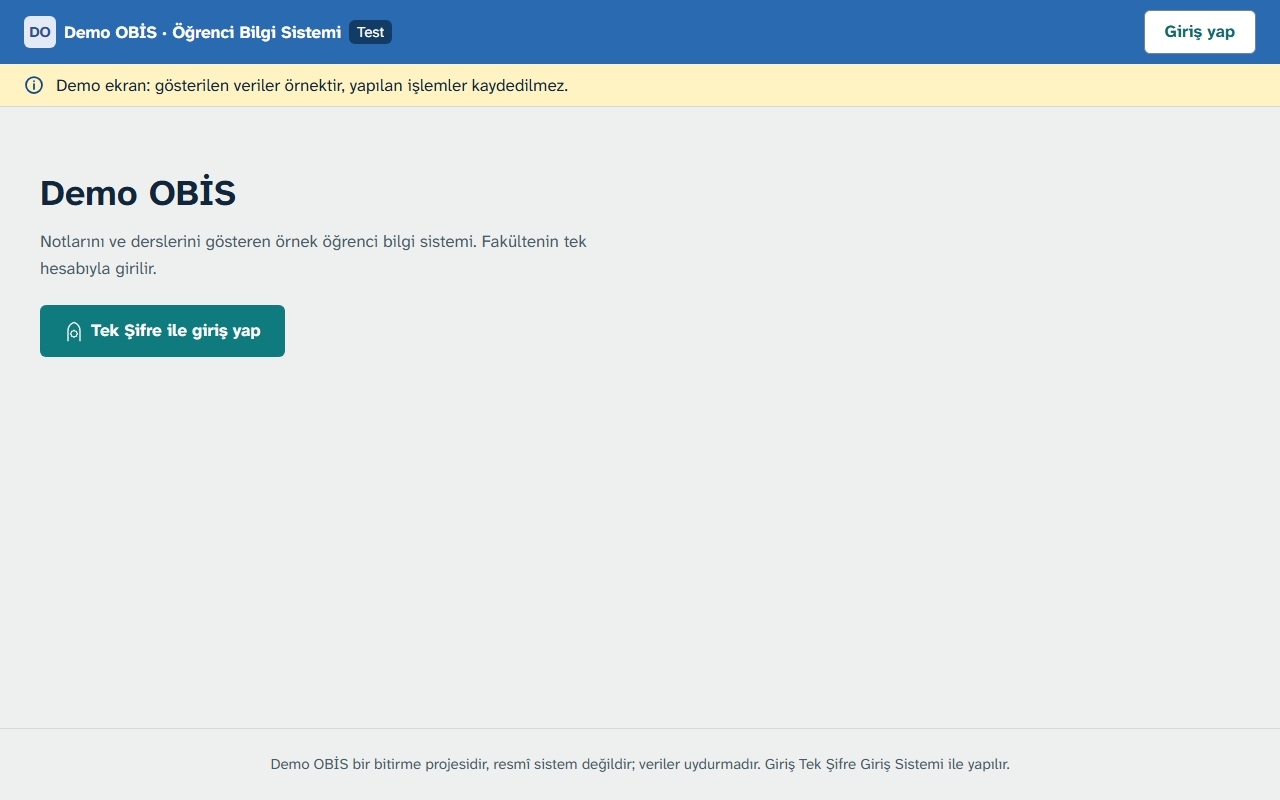 DO Demo OBİS · Öğrenci Bilgi Sistemi Test Giriş yap
Demo ekran: gösterilen veriler örnektir, yapılan işlemler kaydedilmez.
Demo OBİS
Notlarını ve derslerini gösteren örnek öğrenci bilgi sistemi. Fakültenin tek
hesabıyla girilir.
Tek Şifre ile giriş yap
Demo OBİS bir bitirme projesidir, resmî sistem değildir; veriler uydurmadır. Giriş Tek Şifre Giriş Sistemi ile yapılır.